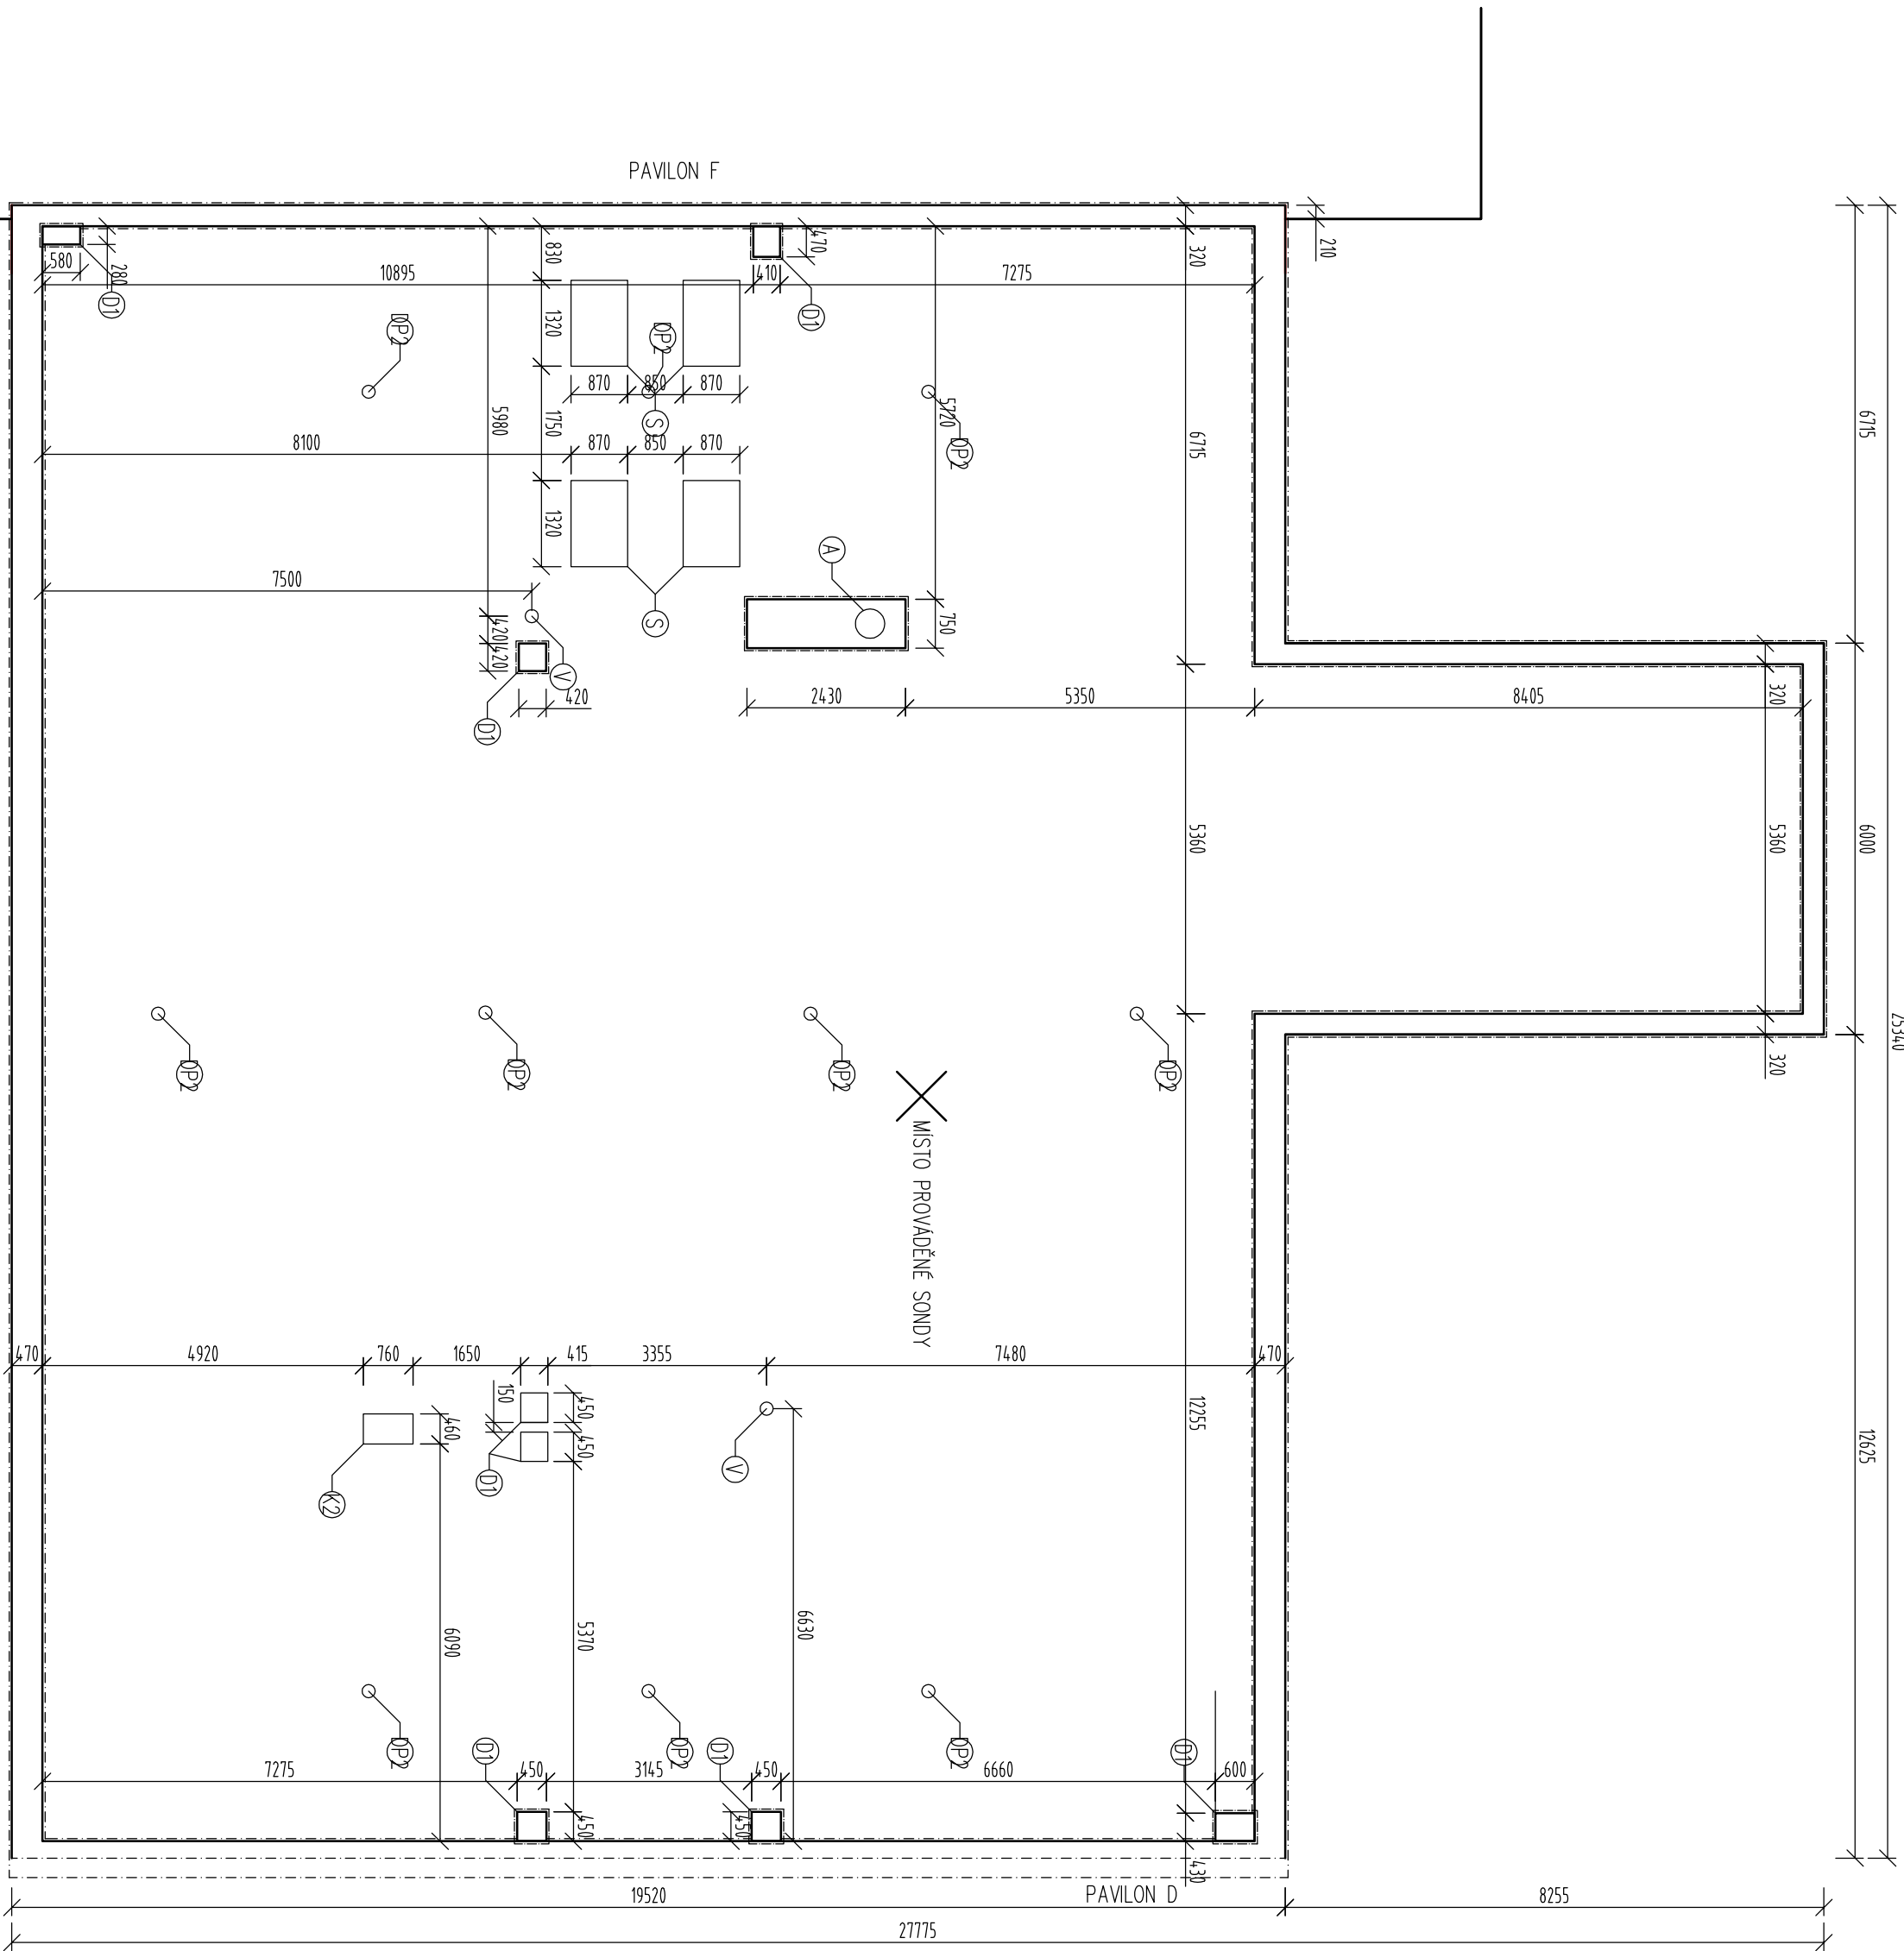 PAVILON F
210
580
280
D1
10895
830
470
410
D1
7275
320
DP2
1320
DP2
870
850
870
S
5980
1750
5720
DP2
6715
6715
25340
8100
870
850
870
1320
A
7500
S
750
420
420
V
420
D1
2430
5350
8405
320
5360
5360
6000
320
DP2
DP2
DP2
DP2
MÍSTO PROVÁDĚNÉ SONDY
470
4920
760
1650
415
3355
7480
470
150
450
460
450
12255
12625
V
D1
K2
6090
5370
6630
DP2
D1
DP2
D1
DP2
D1
7275
450
3145
450
6660
600
450
450
430
19520
PAVILON D
8255
27775